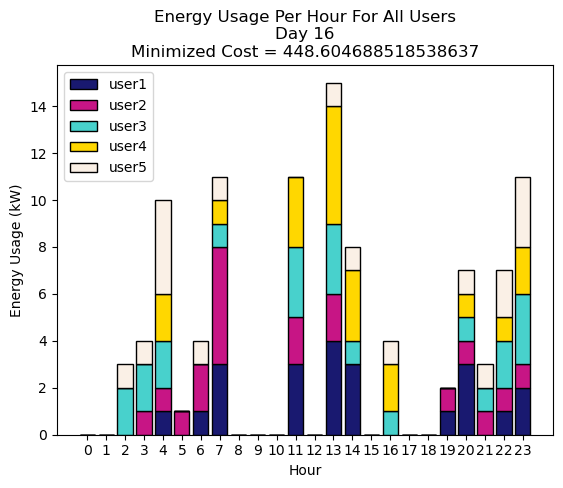 Energy Usage Per Hour For All Users
Day 16
Minimized Cost = 448.604688518538637
user1
user2
user3
user4
user5
Energy Usage (kW)
14
12
10
8
6
4
2
0
0 1 2 3 4 5 6 7 8 9 10 11 12 13 14 15 16 17 18 19 20 21 22 23
Hour